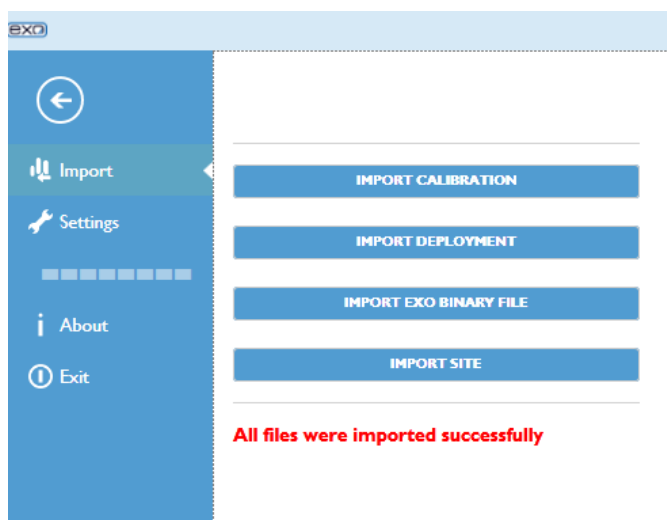 exo
Import
Settings
About
Exit
IMPORT CALIBRATION
IMPORT DEPLOYMENT
IMPORT EXO BINARY FILE
IMPORT SITE
All files were imported successfully